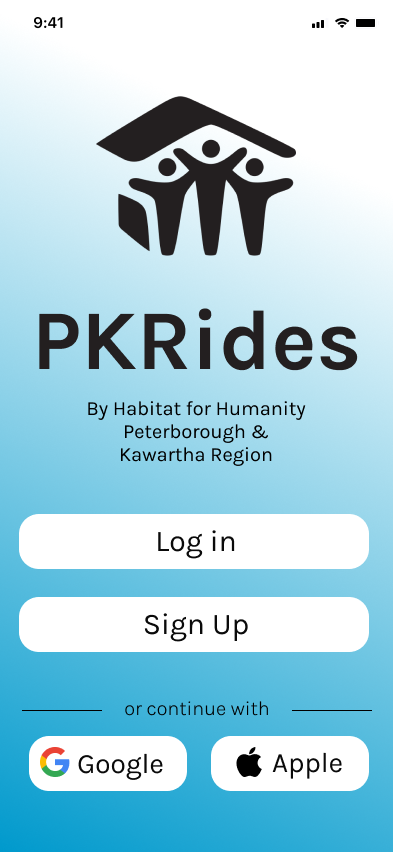 9:41
PKRides
By Habitat for Humanity
Peterborough &
Kawartha Region
Log in
Sign Up
or continue with
Google
Apple